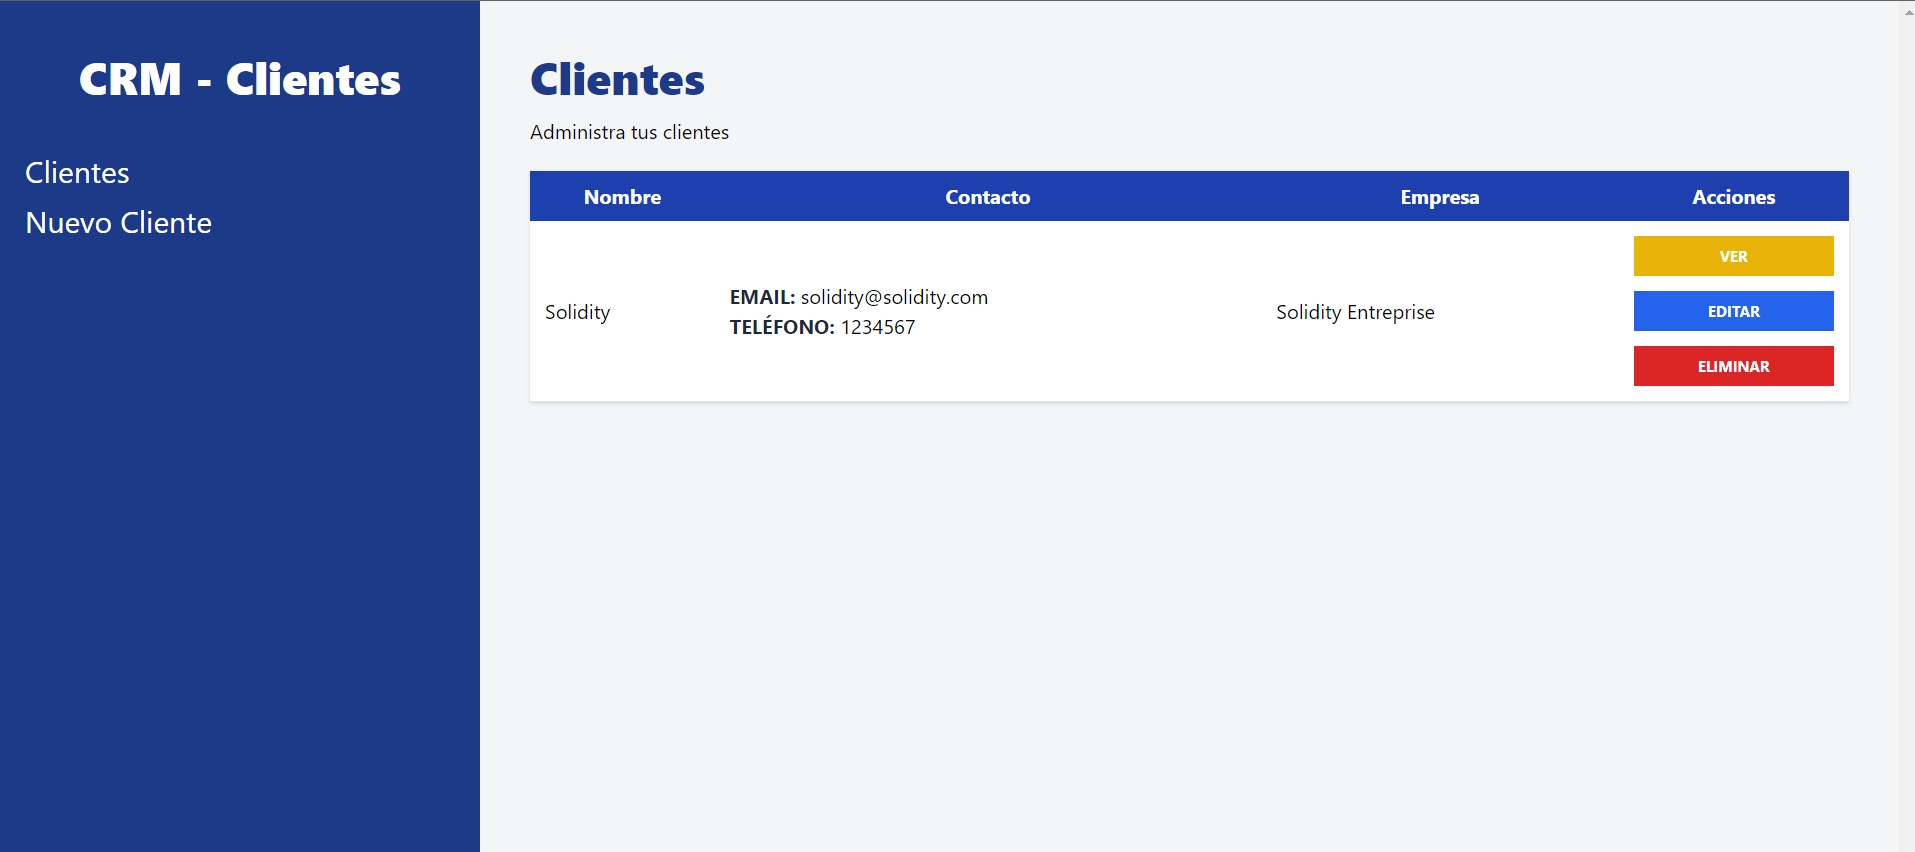 CRM - Clientes
Clientes
Nuevo Cliente
Clientes
Administra tus clientes
Nombre Contacto Empresa Acciones
Solidity
EMAIL: solidity@solidity.com
TELÉFONO: 1234567
Solidity Entreprise
VER
EDITAR
ELIMINAR